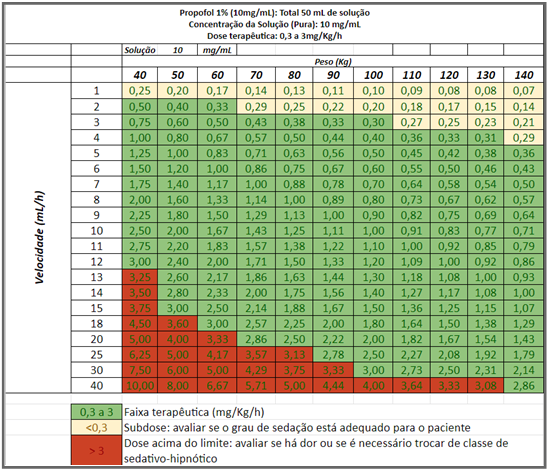 Propofol 1% (10mg/mL): Total 50 mL de solução
Concentração da Solução (Pura): 10 mg/mL
Dose terapêutica: 0,3 a 3mg/Kg/h
Solução 10 mg/mL
Peso (Kg)
40 50 60 70 80 90 100 110 120 130 140
Velocidade (mL/h)
1 0,25 0,20 0,17 0,14 0,13 0,11 0,10 0,09 0,08 0,08 0,07
2 0,50 0,40 0,33 0,29 0,25 0,22 0,20 0,18 0,17 0,15 0,14
3 0,75 0,60 0,50 0,43 0,38 0,33 0,30 0,27 0,25 0,23 0,21
4 1,00 0,80 0,67 0,57 0,50 0,44 0,40 0,36 0,33 0,31 0,29
5 1,25 1,00 0,83 0,71 0,63 0,56 0,50 0,45 0,42 0,38 0,36
6 1,50 1,20 1,00 0,86 0,75 0,67 0,60 0,55 0,50 0,46 0,43
7 1,75 1,40 1,17 1,00 0,88 0,78 0,70 0,64 0,58 0,54 0,50
8 2,00 1,60 1,33 1,14 1,00 0,89 0,80 0,73 0,67 0,62 0,57
9 2,25 1,80 1,50 1,29 1,13 1,00 0,90 0,82 0,75 0,69 0,64
10 2,50 2,00 1,67 1,43 1,25 1,11 1,00 0,91 0,83 0,77 0,71
11 2,75 2,20 1,83 1,57 1,38 1,22 1,10 1,00 0,92 0,85 0,79
12 3,00 2,40 2,00 1,71 1,50 1,33 1,20 1,09 1,00 0,92 0,86
13 3,25 2,60 2,17 1,86 1,63 1,44 1,30 1,18 1,08 1,00 0,93
14 3,50 2,80 2,33 2,00 1,75 1,56 1,40 1,27 1,17 1,08 1,00
15 3,75 3,00 2,50 2,14 1,88 1,67 1,50 1,36 1,25 1,15 1,07
18 4,50 3,60 3,00 2,57 2,25 2,00 1,80 1,64 1,50 1,38 1,29
20 5,00 4,00 3,33 2,86 2,50 2,22 2,00 1,82 1,67 1,54 1,43
25 6,25 5,00 4,17 3,57 3,13 2,78 2,50 2,27 2,08 1,92 1,79
30 7,50 6,00 5,00 4,29 3,75 3,33 3,00 2,73 2,50 2,31 2,14
40 10,00 8,00 6,67 5,71 5,00 4,44 4,00 3,64 3,33 3,08 2,86
0,3 a 3 Faixa terapêutica (mg/Kg/h)
<0,3 Subdose: avaliar se o grau de sedação está adequado para o paciente
> 3 Dose acima do limite: avaliar se há dor ou se é necessário trocar de classe de
sedativo-hipnótico